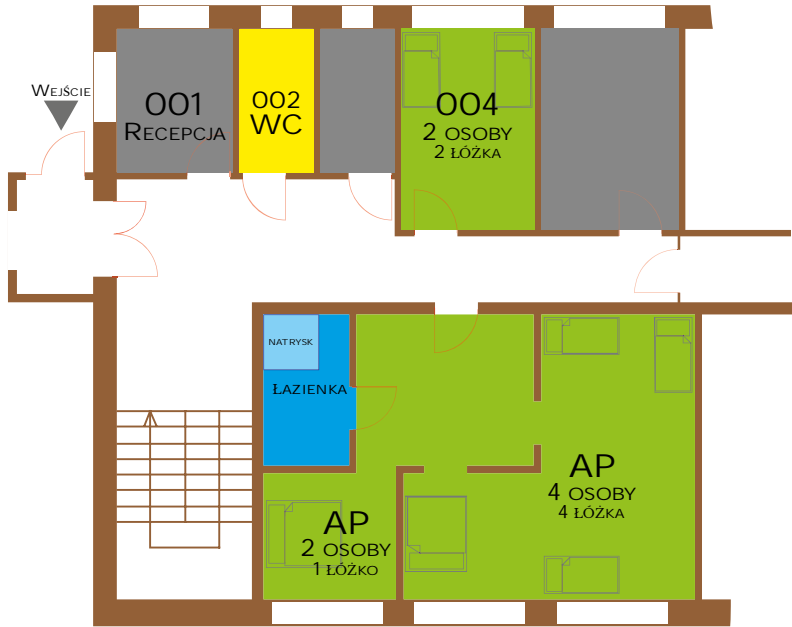 WEJŚCIE
001
RECEPCJA
002
WC
004
2 OSOBY
2 ŁÓŻKA
NATRYSK
ŁAZIENKA
AP
2 OSOBY
1 ŁÓŻKO
AP
4 OSOBY
4 ŁÓŻKA